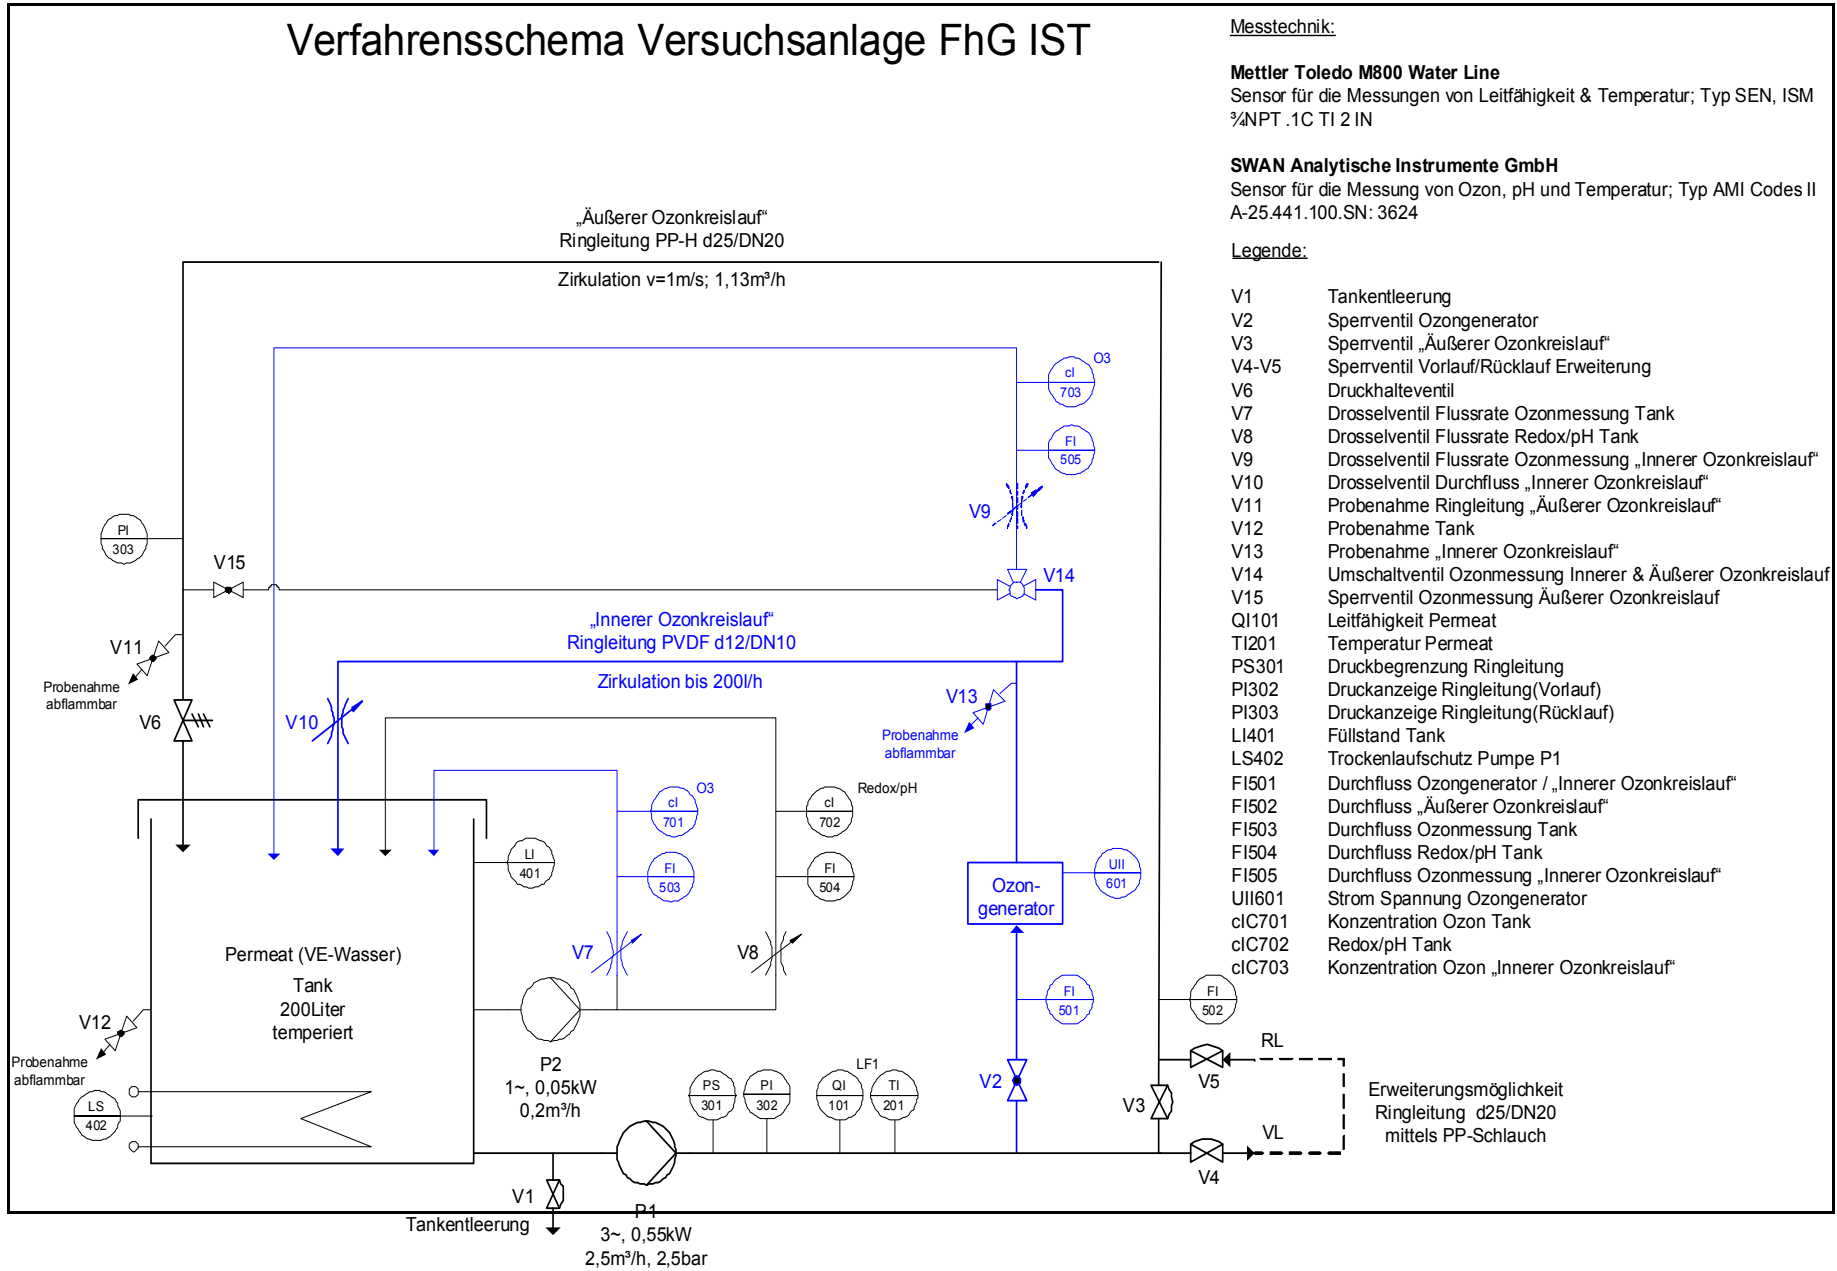 Verfahrensschema Versuchsanlage FhG IST
Messtechnik:
Mettler Toledo M800 Water Line
Sensor für die Messungen von Leitfähigkeit & Temperatur; Typ SEN, ISM
¾NPT .1C TI 2 IN
SWAN Analytische Instrumente GmbH
Sensor für die Messung von Ozon, pH und Temperatur; Typ AMI Codes II
A-25.441.100.SN: 3624
Legende:
V1 Tankentleerung
V2 Sperrventil Ozongenerator
V3 Sperrventil „Äußerer Ozonkreislauf“
V4-V5 Sperrventil Vorlauf/Rücklauf Erweiterung
V6 Druckhalteventil
V7 Drosselventil Flussrate Ozonmessung Tank
V8 Drosselventil Flussrate Redox/pH Tank
V9 Drosselventil Flussrate Ozonmessung „Innerer Ozonkreislauf“
V10 Drosselventil Durchfluss „Innerer Ozonkreislauf“
V11 Probenahme Ringleitung „Äußerer Ozonkreislauf“
V12 Probenahme Tank
V13 Probenahme „Innerer Ozonkreislauf“
V14 Umschaltventil Ozonmessung Innerer & Äußerer Ozonkreislauf
V15 Sperrventil Ozonmessung Äußerer Ozonkreislauf
QI101 Leitfähigkeit Permeat
TI201 Temperatur Permeat
PS301 Druckbegrenzung Ringleitung
PI302 Druckanzeige Ringleitung(Vorlauf)
PI303 Druckanzeige Ringleitung(Rücklauf)
LI401 Füllstand Tank
LS402 Trockenlaufschutz Pumpe P1
FI501 Durchfluss Ozongenerator / „Innerer Ozonkreislauf“
FI502 Durchfluss „Äußerer Ozonkreislauf“
FI503 Durchfluss Ozonmessung Tank
FI504 Durchfluss Redox/pH Tank
FI505 Durchfluss Ozonmessung „Innerer Ozonkreislauf“
UII601 Strom Spannung Ozongenerator
cIC701 Konzentration Ozon Tank
cIC702 Redox/pH Tank
cIC703 Konzentration Ozon „Innerer Ozonkreislauf“
„Äußerer Ozonkreislauf“
Ringleitung PP-H d25/DN20
Zirkulation v=1m/s; 1,13m³/h
O3
cI
703
FI
505
V9
PI
303
V15
V14
„Innerer Ozonkreislauf“
Ringleitung PVDF d12/DN10
Zirkulation bis 200l/h
V11
Probenahme
abflammbar
V6
V10
V13
Probenahme
abflammbar
O3
cI
701
Redox/pH
cI
702
LI
401
FI
503
FI
504
Ozon-
generator
UII
601
V7
V8
Permeat (VE-Wasser)
Tank
200Liter
temperiert
FI
501
FI
502
V12
Probenahme
abflammbar
LS
402
P2
1~, 0,05kW
0,2m³/h
PS
301
PI
302
LF1
QI
101
TI
201
V2
V3
RL
V5
VL
V4
Erweiterungsmöglichkeit
Ringleitung d25/DN20
mittels PP-Schlauch
V1
Tankentleerung
P1
3~, 0,55kW
2,5m³/h, 2,5bar